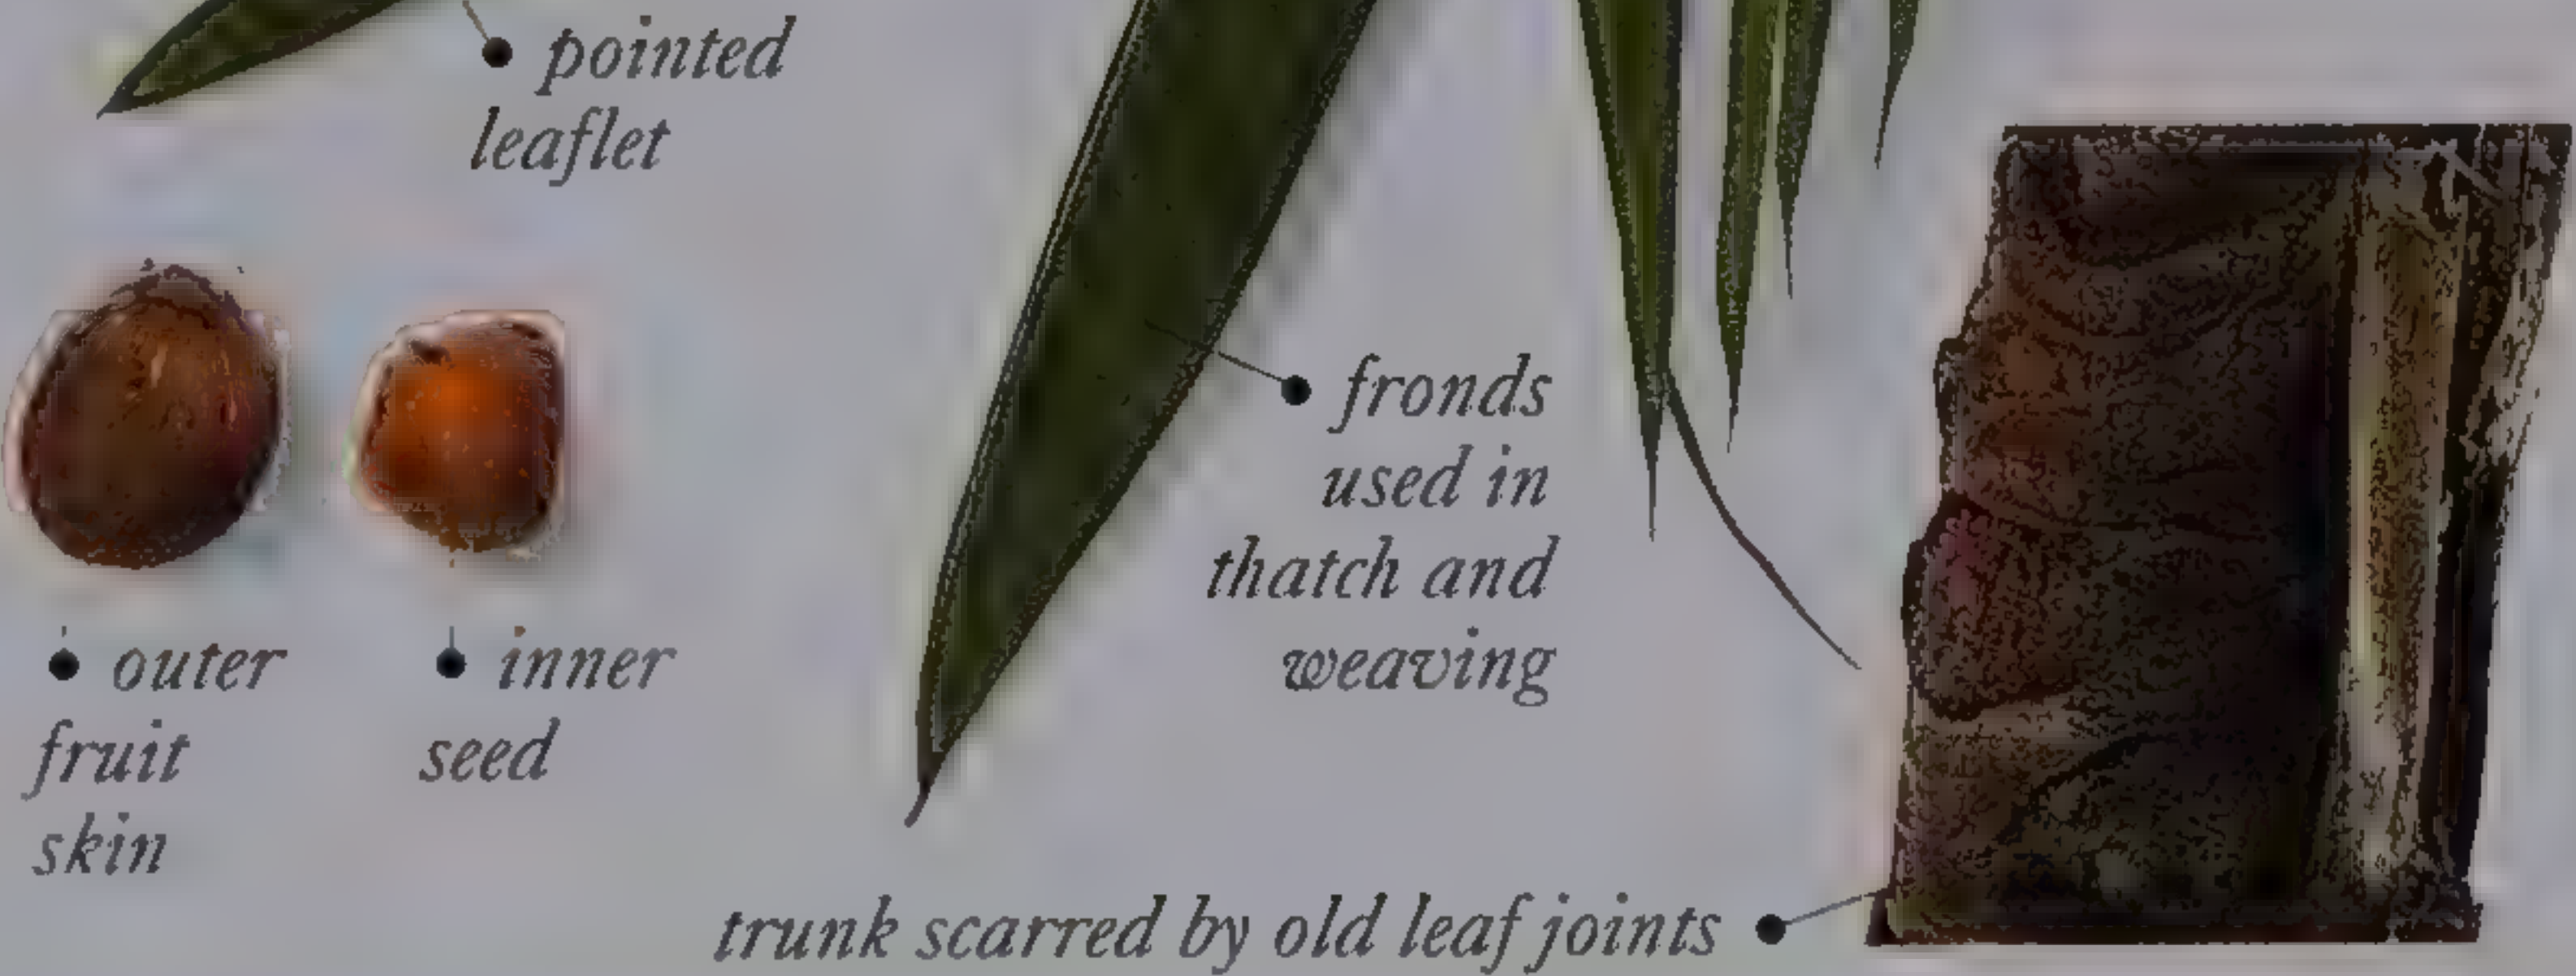 pointed
leaflet
fronds
used in
thatch and
weaving
outer
fruit
skin
inner
seed
trunk scarred by old leaf joints